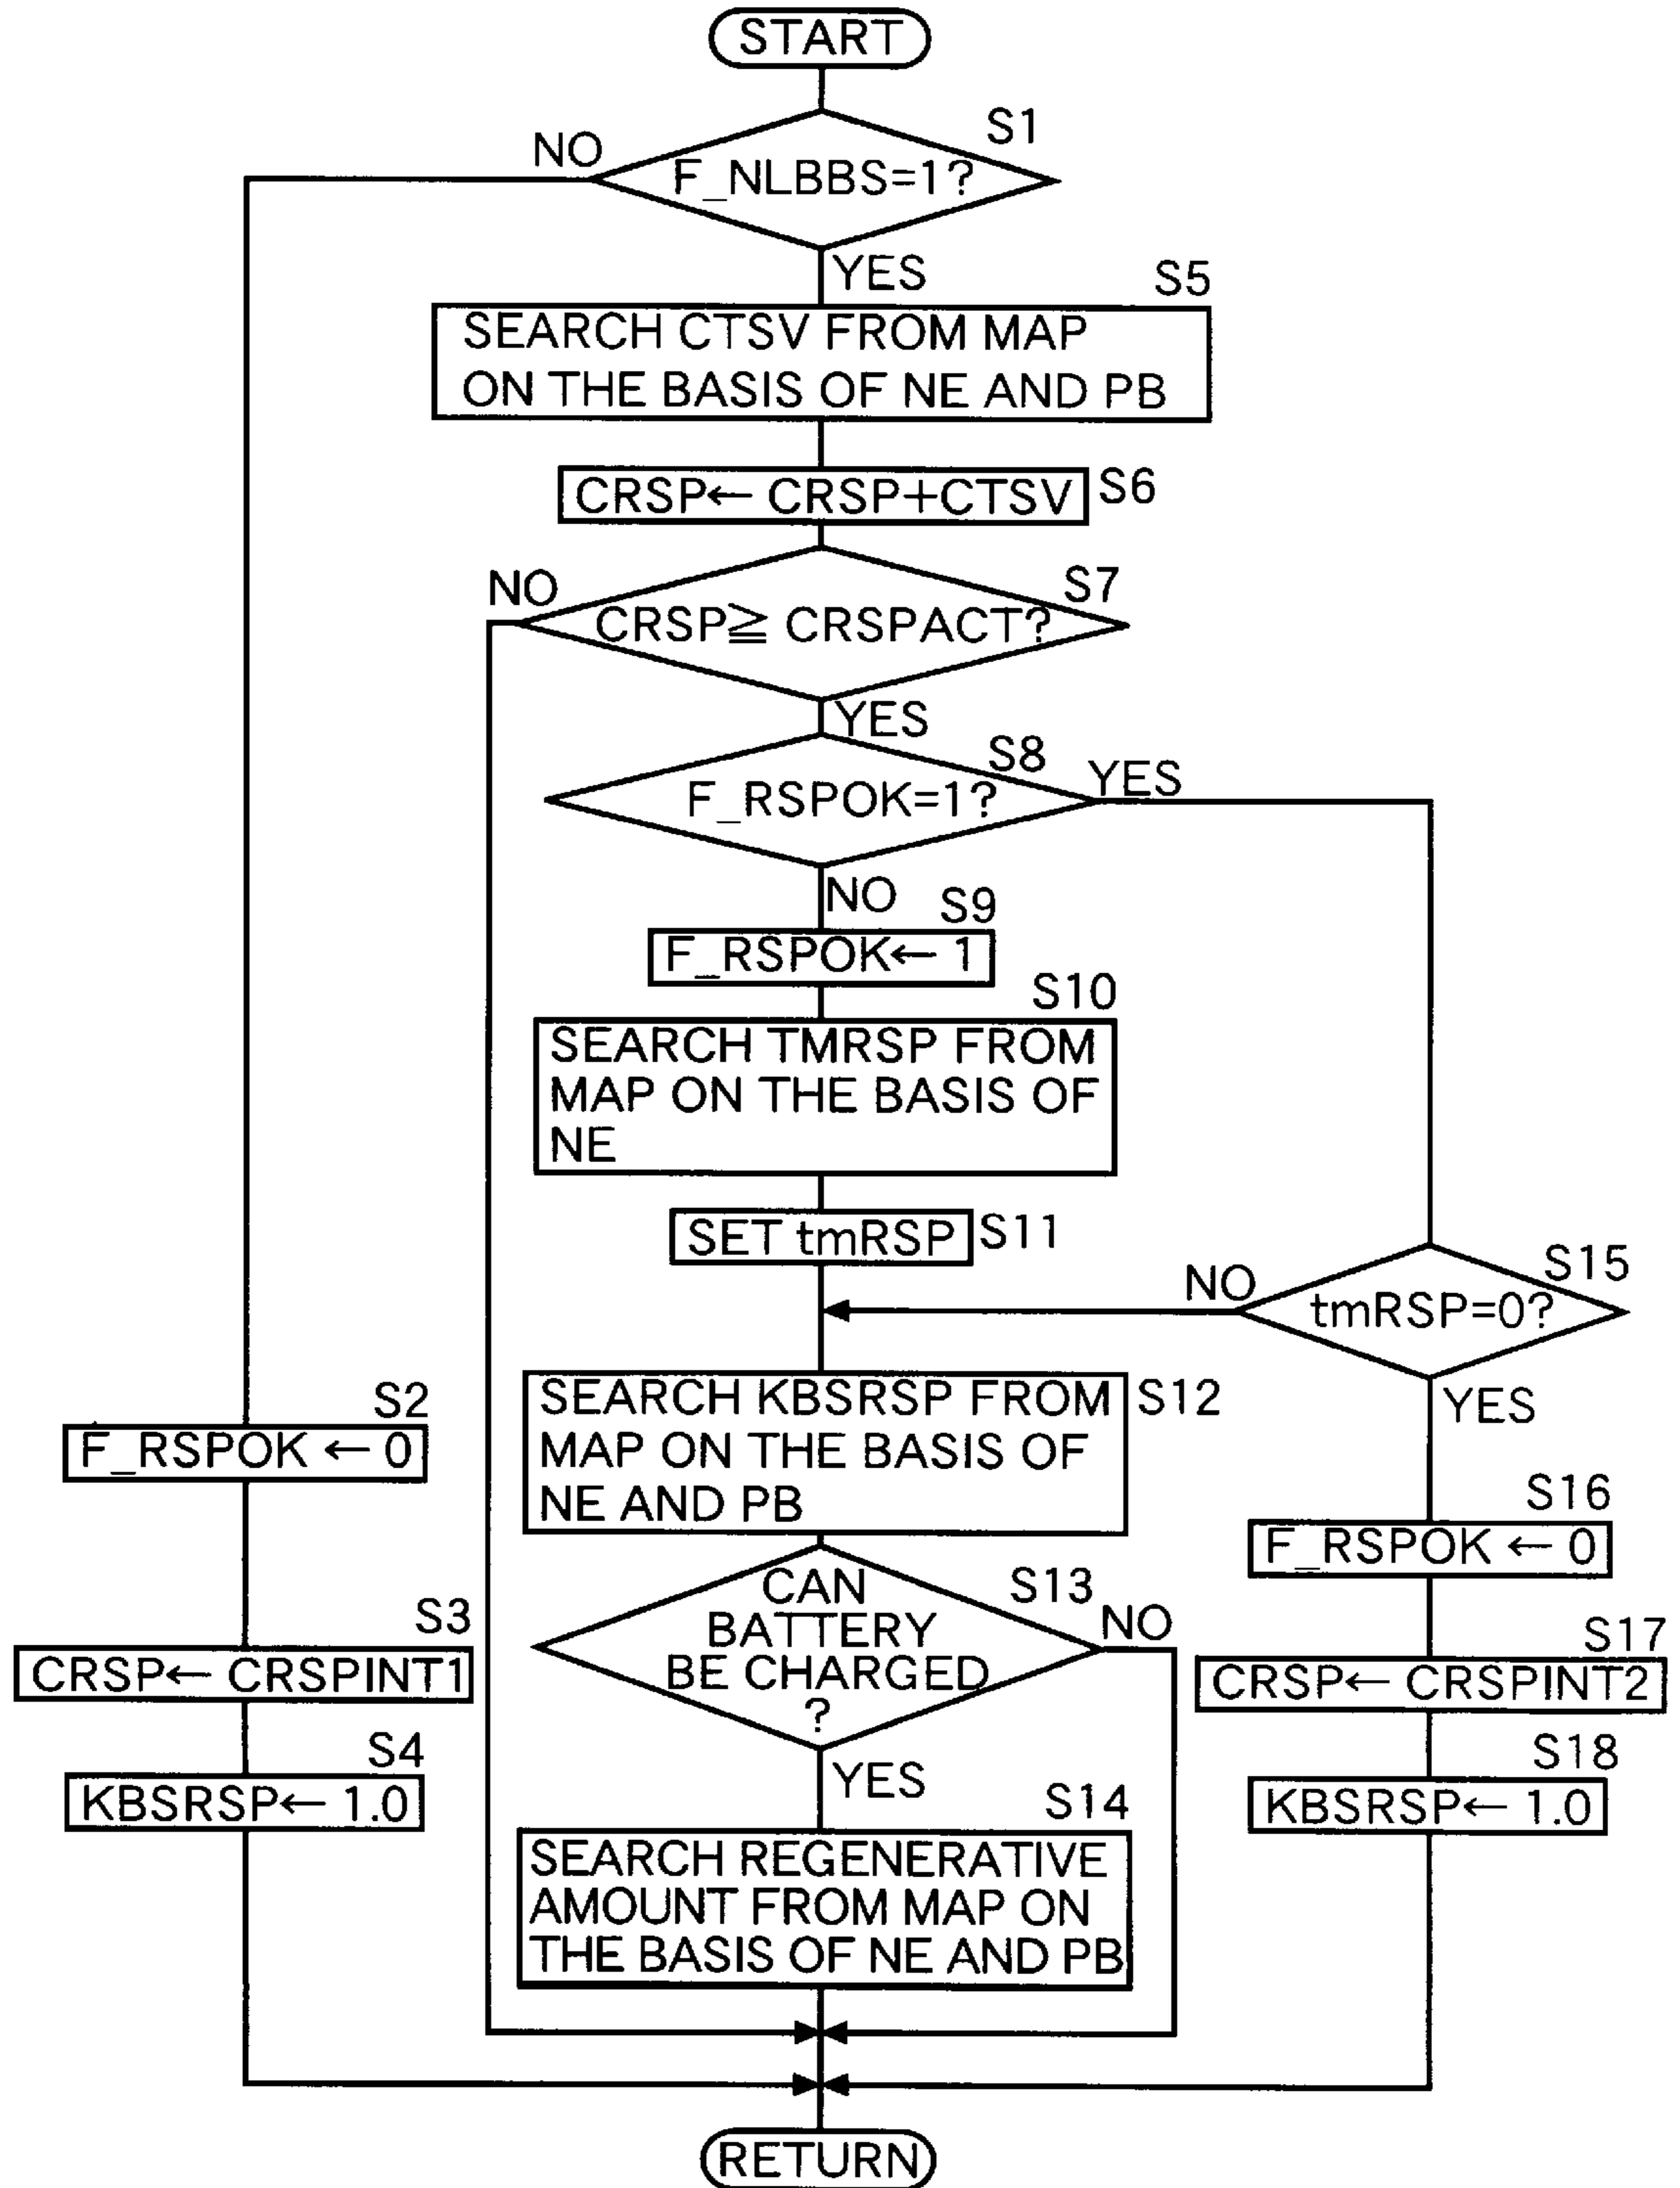 START
S1
NO
F_NLBBS=1?
YES
S5
SEARCH CTSV FROM MAP
ON THE BASIS OF NE AND PB
CRSP← CRSP+CTSV
S6
NO
S7
CRSP≧ CRSPACT?
YES
S8
YES
F_RSPOK=1?
NO
S9
F_RSPOK← 1
S10
SEARCH TMRSP FROM
MAP ON THE BASIS OF
NE
SET tmRSP
S11
NO
S15
tmRSP=0?
YES
SEARCH KBSRSP FROM
MAP ON THE BASIS OF
NE AND PB
S12
S2
F_RSPOK ← 0
S16
F_RSPOK ← 0
CAN
BATTERY
BE CHARGED
?
S13
NO
S3
CRSP← CRSPINT1
S17
CRSP← CRSPINT2
S4
KBSRSP← 1.0
YES
S18
KBSRSP← 1.0
S14
SEARCH REGENERATIVE
AMOUNT FROM MAP ON
THE BASIS OF NE AND PB
RETURN